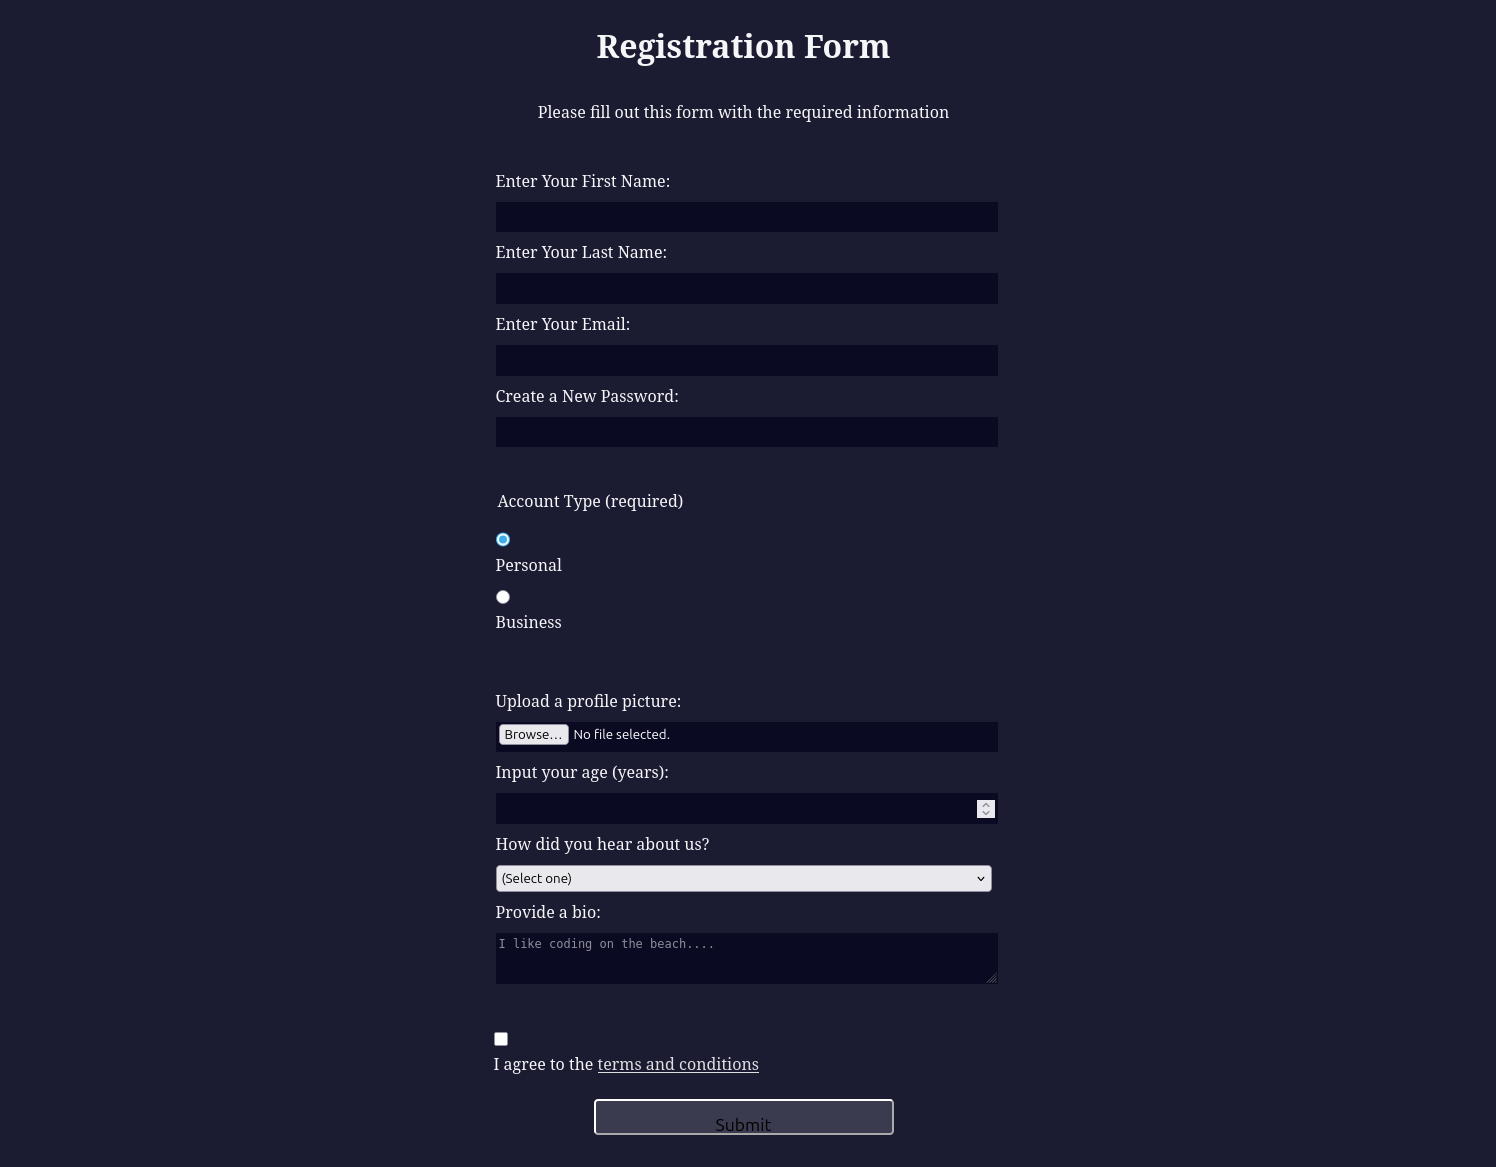 Registration Form
Please fill out this form with the required information
Enter Your First Name:
Enter Your Last Name:
Enter Your Email:
Create a New Password:
Account Type (required)
Personal
Business
Upload a profile picture:
Browse... No file selected.
Input your age (years):
How did you hear about us?
(Select one)
Provide a bio:
I like coding on the beach....
I agree to the terms and conditions
Submit